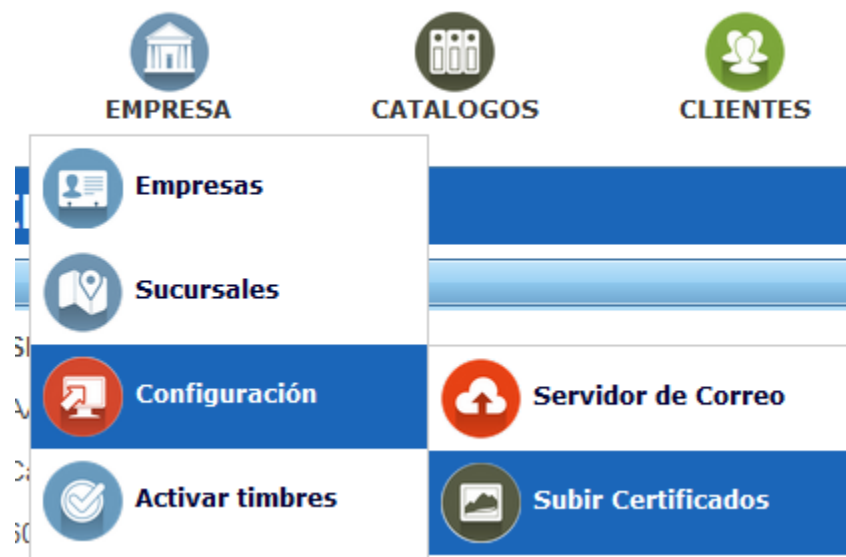 EMPRESA
CATALOGOS
CLIENTES
Empresas
Sucursales
Configuración
Servidor de Correo
Activar timbres
Subir Certificados